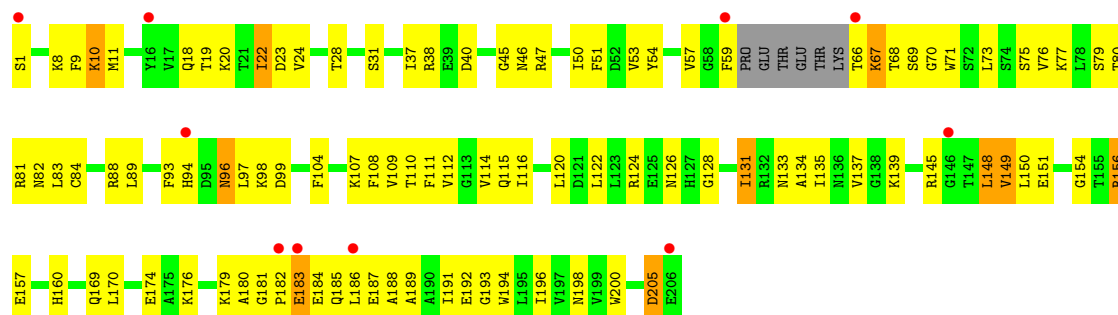 S1 K8 F9 K10 M11 Y16 V17 Q18 T19 K20 T21 I22 D23 V24 T28 S31 I37 R38 E39 D40 G45 N46 R47 I50 F51 D52 V53 Y54 V57 G58 F59 PRO GLU THR GLU THR LYS T66 K67 T68 S69 G70 W71 S72 L73 S74 S75 V76 K77 L78 S79 T80
R81 N82 L83 C84 R88 L89 F93 H94 D95 N96 L97 K98 D99 F104 K107 F108 V109 T110 F111 V112 G113 V114 Q115 I116 L120 D121 L122 L123 R124 E125 N126 H127 G128 I131 R132 N133 A134 I135 N136 V137 G138 K139 R145 G146 T147 L148 V149 L150 E151 G154 T155 R156
E157 H160 Q169 L170 E174 A175 K176 K179 A180 G181 P182 E183 E184 Q185 L186 E187 A188 A189 A190 I191 E192 G193 W194 L195 I196 V197 N198 V199 W200 D205 E206